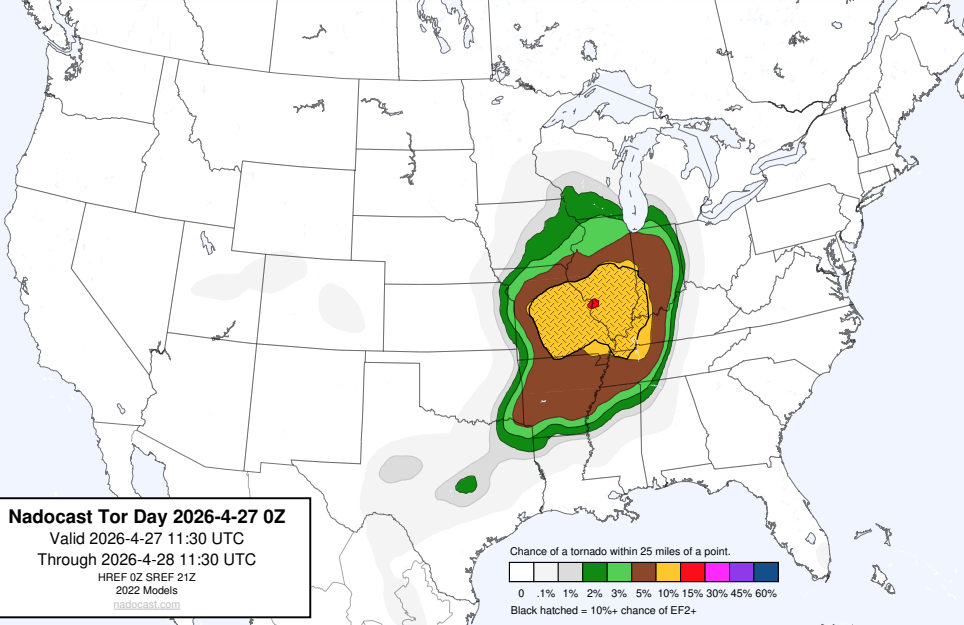 Nadocast Tor Day 2026-4-27 0Z
Valid 2026-4-27 11:30 UTC
Through 2026-4-28 11:30 UTC
HREF 0Z SREF 21Z
2022 Models
nadocast.com
Chance of a tornado within 25 miles of a point.
0 .1% 1% 2% 3% 5% 10% 15% 30% 45% 60%
Black hatched = 10%+ chance of EF2+